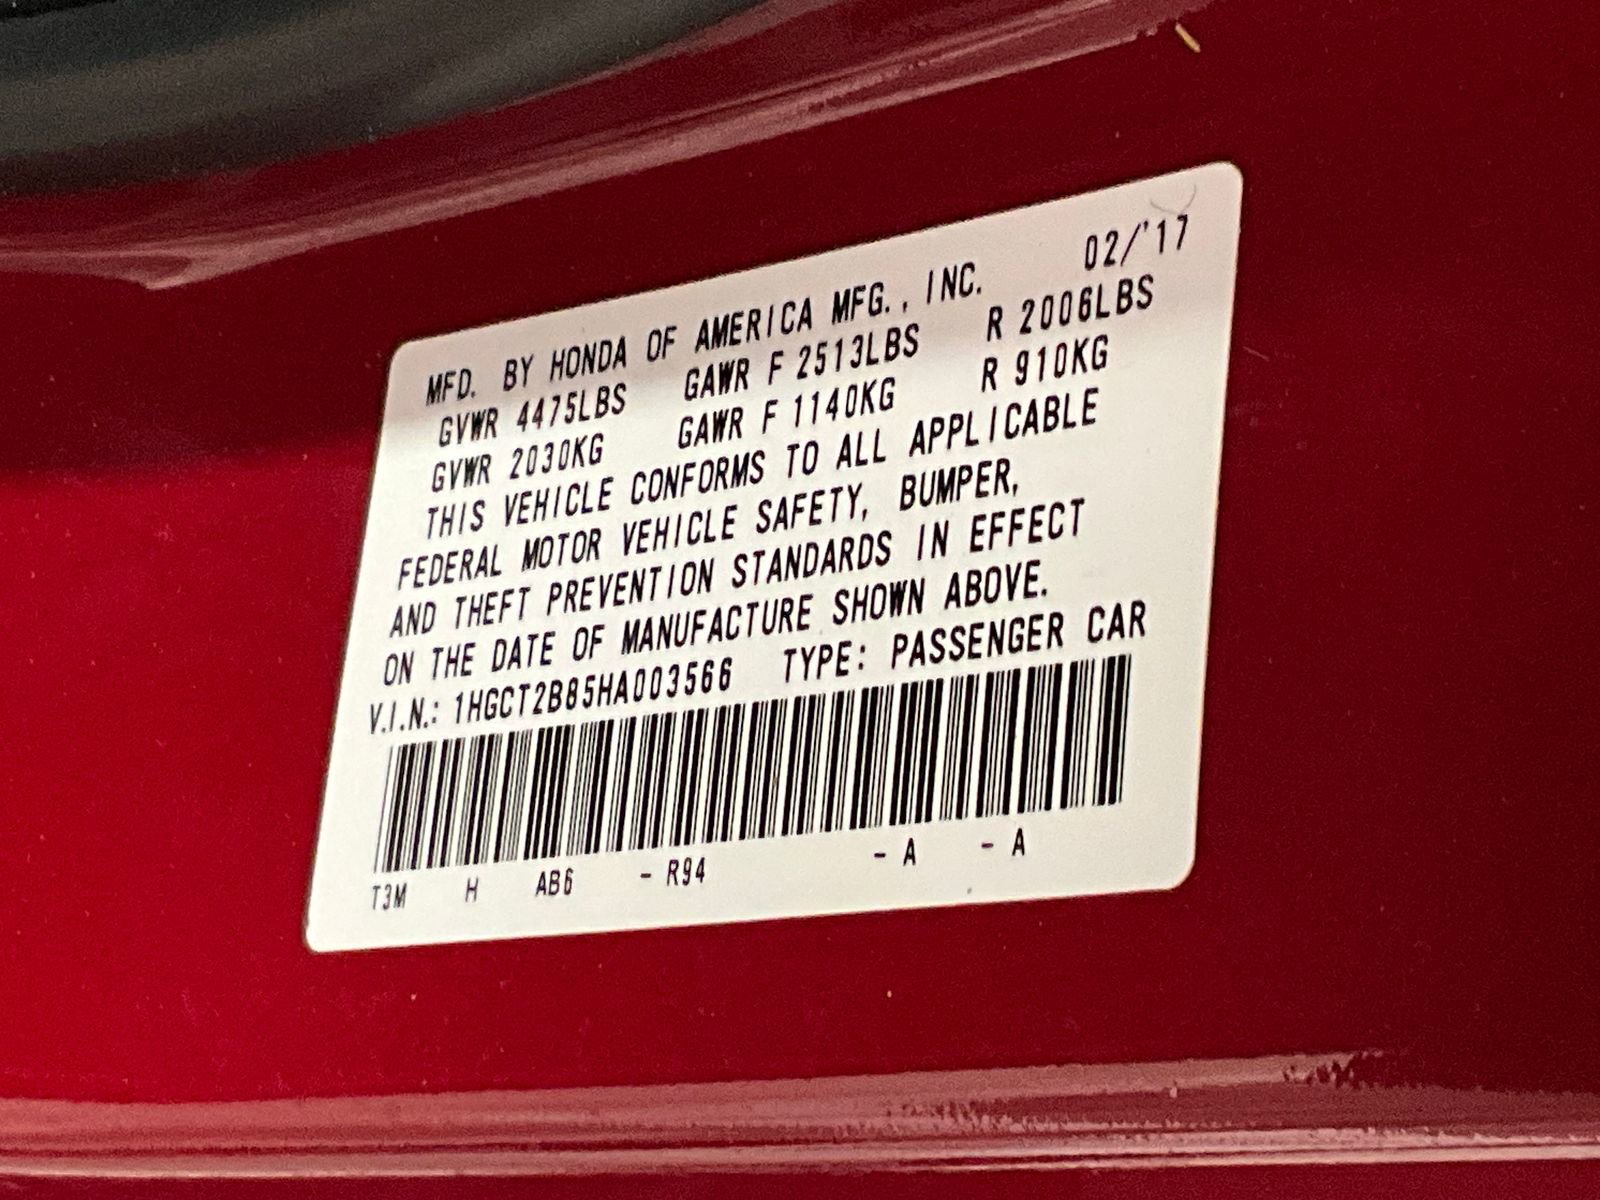 02/'17
MFD. BY HONDA OF AMERICA MFG., INC.
GVWR 4475LBS GAWR F 2513LBS R 2006LBS
GVWR 2030KG GAWR F 1140KG R 910KG
THIS VEHICLE CONFORMS TO ALL APPLICABLE
FEDERAL MOTOR VEHICLE SAFETY, BUMPER,
AND THEFT PREVENTION STANDARDS IN EFFECT
ON THE DATE OF MANUFACTURE SHOWN ABOVE.
V.I.N.: 1HGCT2B85HA003566 TYPE: PASSENGER CAR
T3M H AB6 - R94 - A - A